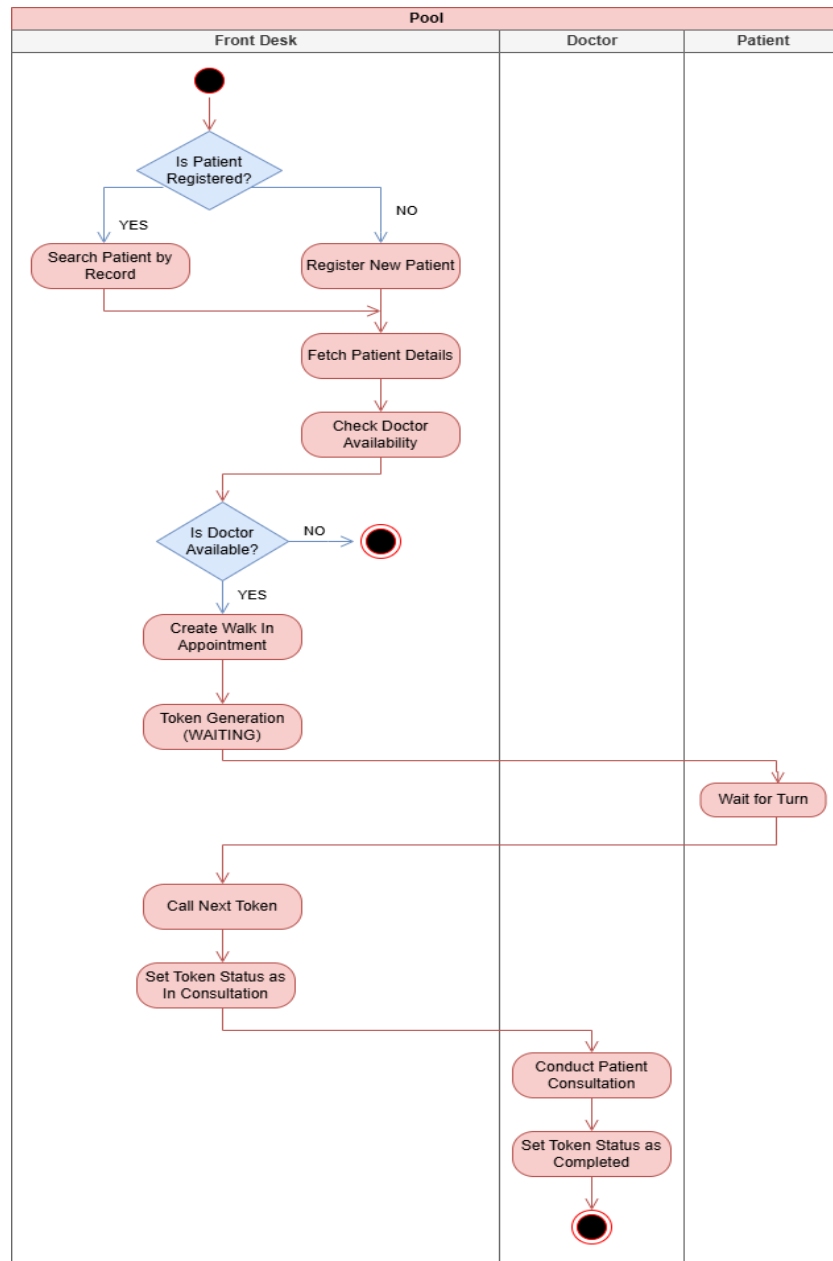 Pool
Front Desk
Doctor
Patient
Is Patient
Registered?
YES
NO
Search Patient by
Record
Register New Patient
Fetch Patient Details
Check Doctor
Availability
Is Doctor
Available?
NO
YES
Create Walk In
Appointment
Token Generation
(WAITING)
Wait for Turn
Call Next Token
Set Token Status as
In Consultation
Conduct Patient
Consultation
Set Token Status as
Completed